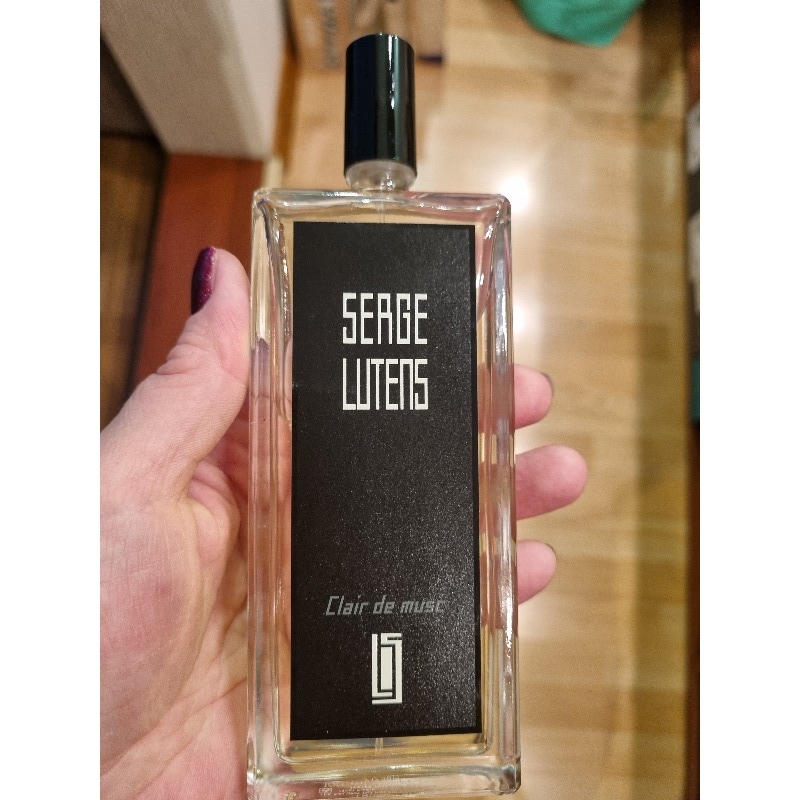 SERGE
LUTENS
Clair de musc